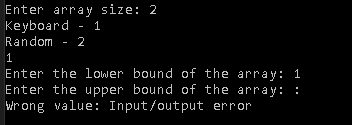 Enter array size: 2
Keyboard - 1
Random - 2
1
Enter the lower bound of the array: 1
Enter the upper bound of the array: :
Wrong value: Input/output error